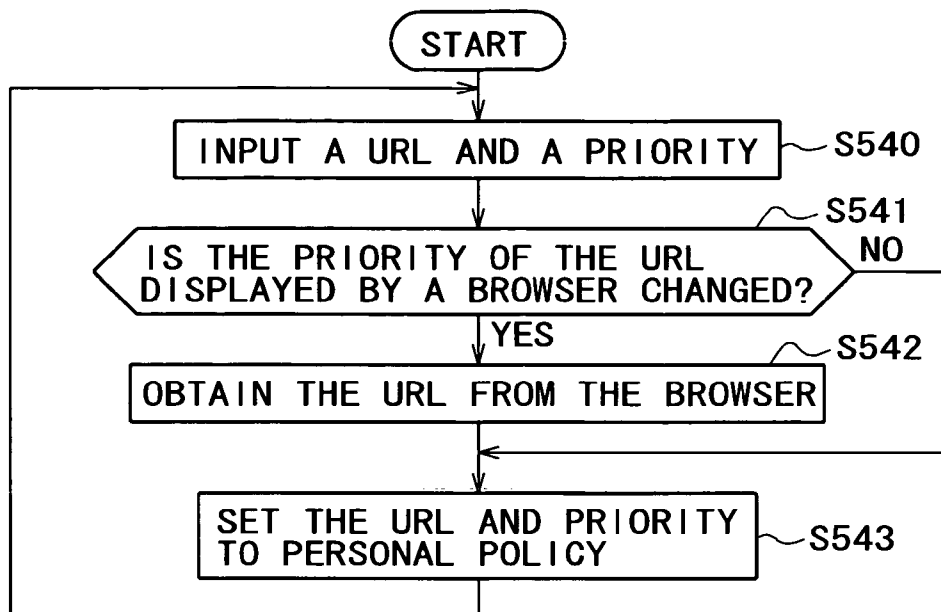 START
INPUT A URL AND A PRIORITY
S540
S541
IS THE PRIORITY OF THE URL
DISPLAYED BY A BROWSER CHANGED?
NO
YES
S542
OBTAIN THE URL FROM THE BROWSER
SET THE URL AND PRIORITY
TO PERSONAL POLICY
S543